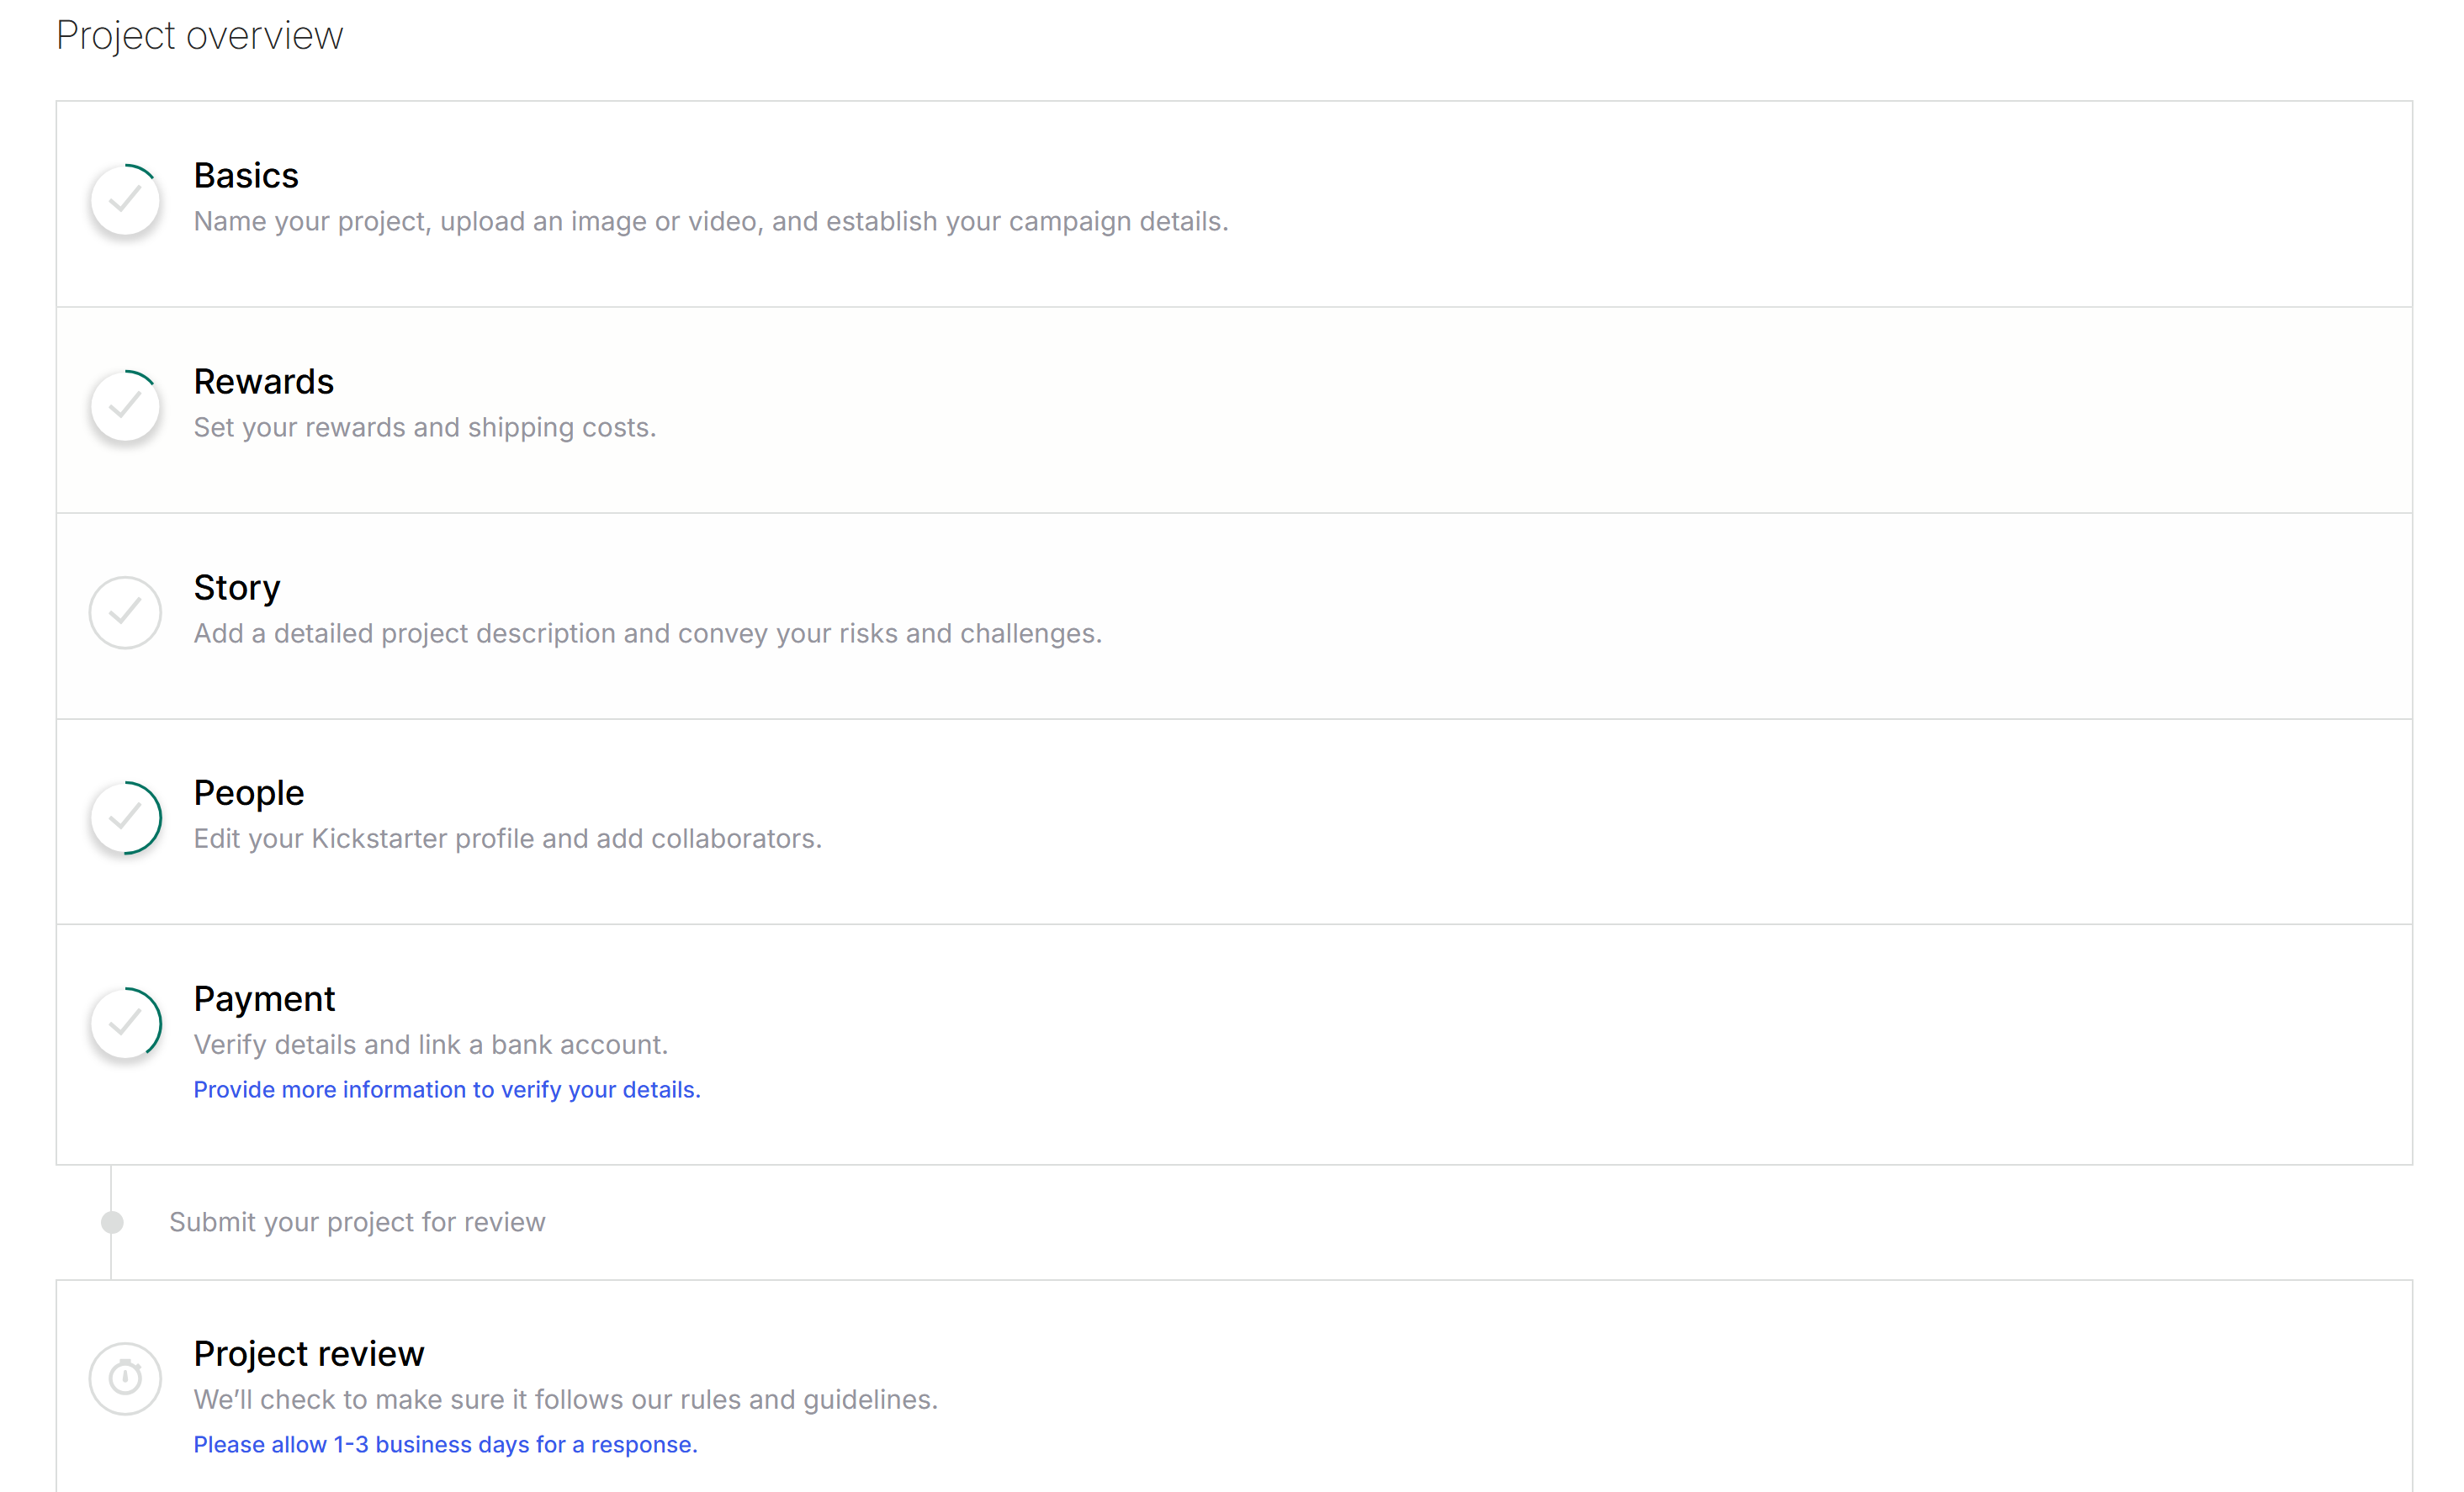 Project overview
Basics
Name your project, upload an image or video, and establish your campaign details.
Rewards
Set your rewards and shipping costs.
Story
Add a detailed project description and convey your risks and challenges.
People
Edit your Kickstarter profile and add collaborators.
Payment
Verify details and link a bank account.
Provide more information to verify your details.
Submit your project for review
Project review
We’ll check to make sure it follows our rules and guidelines.
Please allow 1-3 business days for a response.